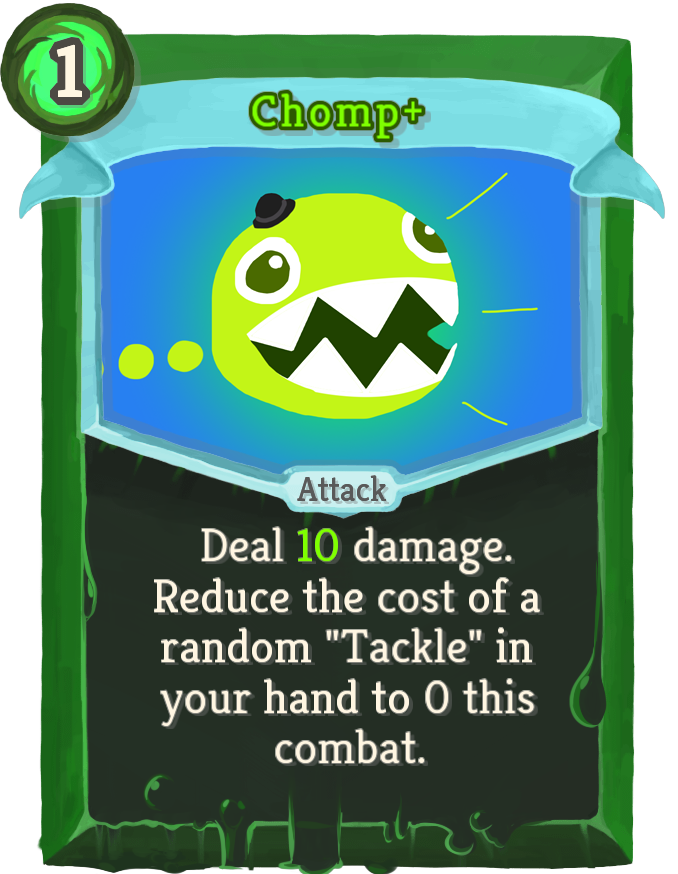 1
Chomp+
Attack
Deal 10 damage.
Reduce the cost of a
random "Tackle" in
your hand to 0 this
combat.